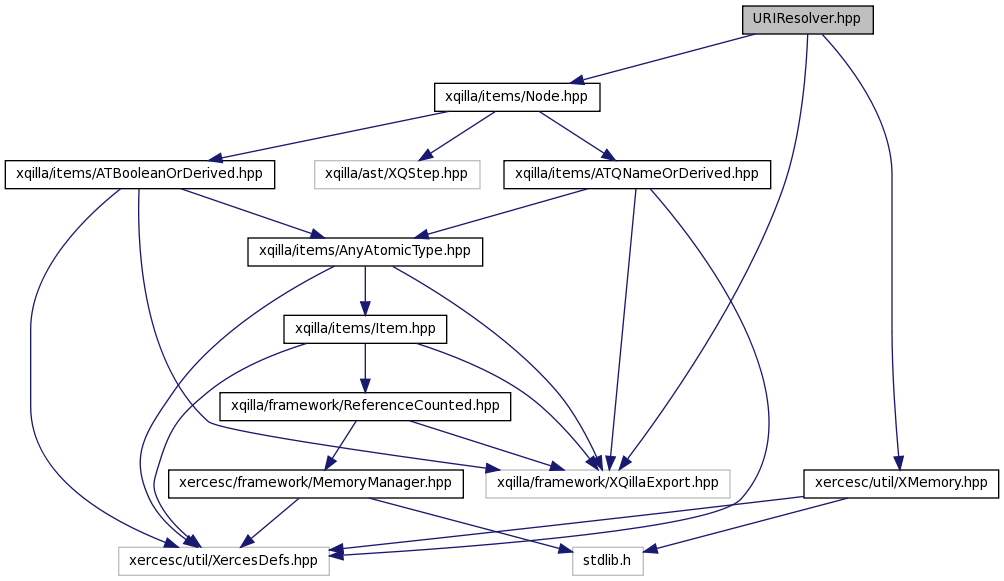 URIResolver.hpp
xqilla/items/Node.hpp
xqilla/items/ATBooleanOrDerived.hpp
xqilla/ast/XQStep.hpp
xqilla/items/ATQNameOrDerived.hpp
xqilla/items/AnyAtomicType.hpp
xqilla/items/Item.hpp
xqilla/framework/ReferenceCounted.hpp
xercesc/framework/MemoryManager.hpp
xqilla/framework/XQillaExport.hpp
xercesc/util/XMemory.hpp
xercesc/util/XercesDefs.hpp
stdlib.h